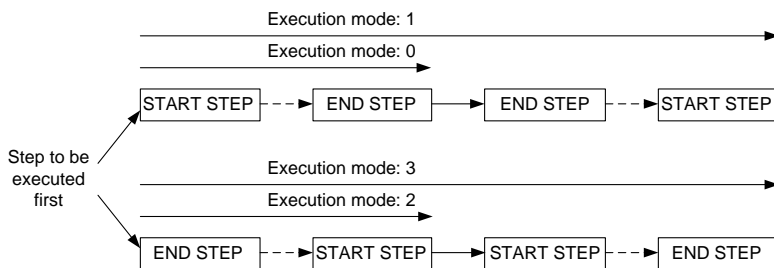 Execution mode: 1
Execution mode: 0
START STEP
END STEP
END STEP
START STEP
Step to be
executed
first
Execution mode: 3
Execution mode: 2
END STEP
START STEP
START STEP
END STEP